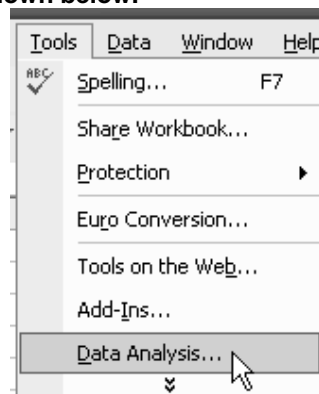 Tools Data Window Help
ABC Spelling... F7
Share Workbook...
Protection
Euro Conversion...
Tools on the Web...
Add-Ins...
Data Analysis...